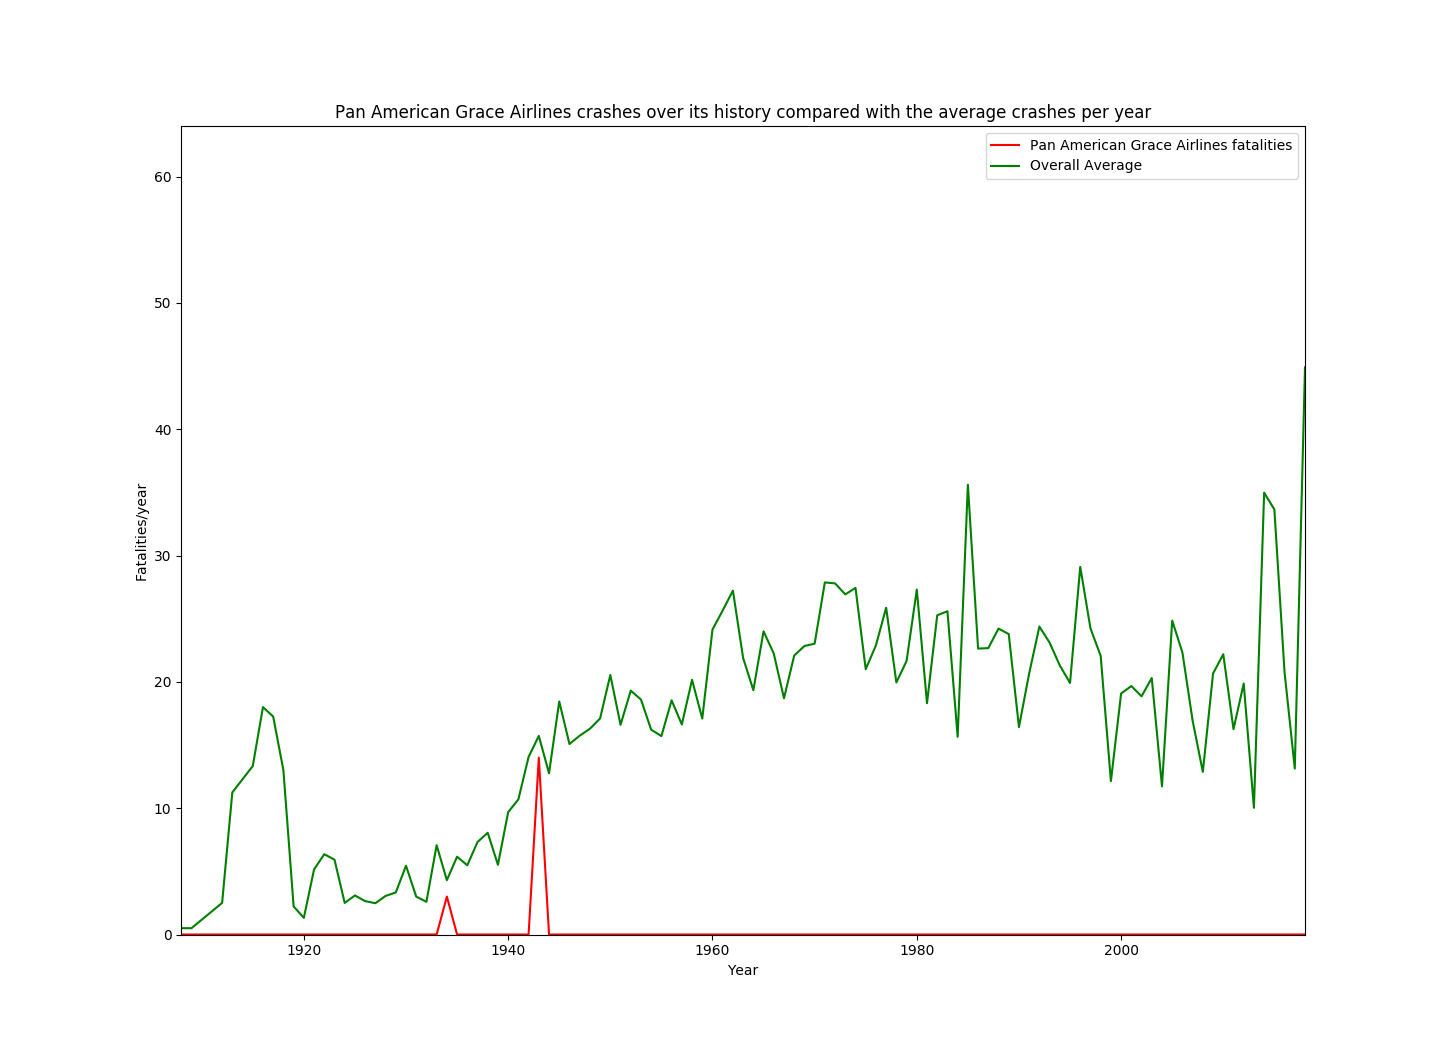 Pan American Grace Airlines crashes over its history compared with the average crashes per year
Pan American Grace Airlines fatalities
Overall Average
60
50
40
30
20
10
0
Fatalities/year
1920 1940 1960 1980 2000
Year